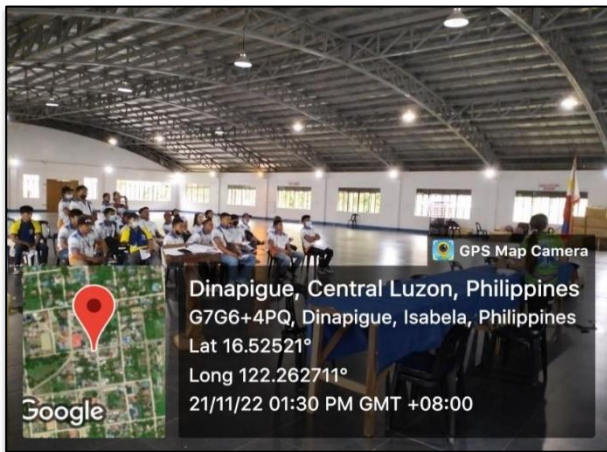 GPS Map Camera
Dinapigue, Central Luzon, Philippines
G7G6+4PQ, Dinapigue, Isabela, Philippines
Lat 16.52521°
Long 122.262711°
21/11/22 01:30 PM GMT +08:00
Google